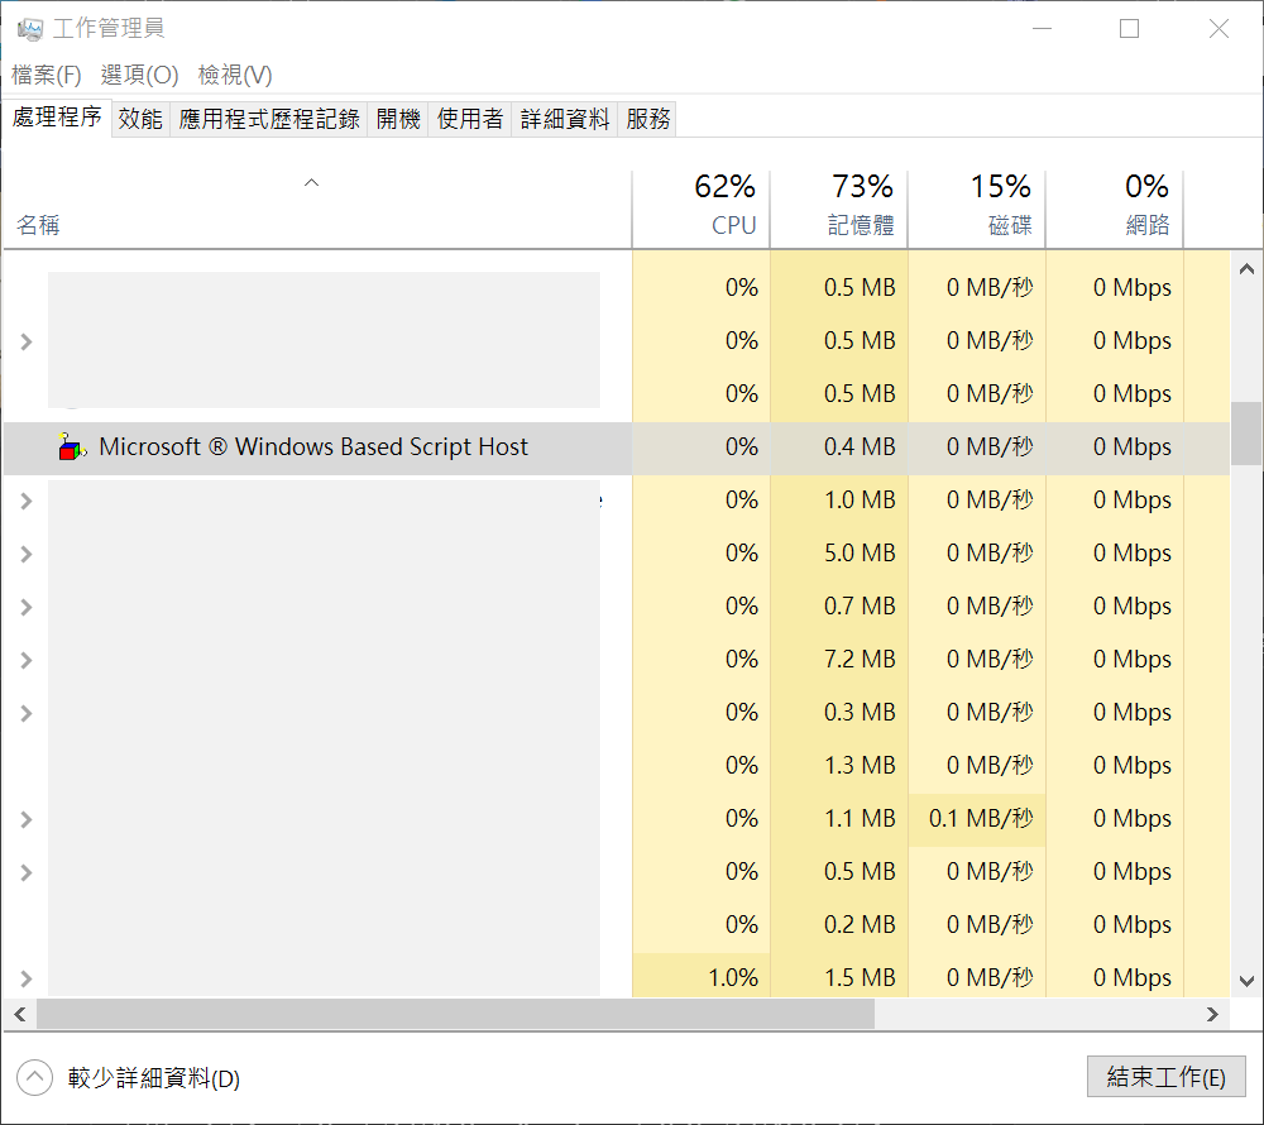 工作管理員
檔案(F) 選項(O) 檢視(V)
處理程序 效能 應用程式歷程記錄 開機 使用者 詳細資料 服務
62% 73% 15% 0%
名稱 CPU 記憶體 磁碟 網路
0% 0.5 MB 0 MB/秒 0 Mbps
0% 0.5 MB 0 MB/秒 0 Mbps
0% 0.5 MB 0 MB/秒 0 Mbps
Microsoft ® Windows Based Script Host 0% 0.4 MB 0 MB/秒 0 Mbps
0% 1.0 MB 0 MB/秒 0 Mbps
0% 5.0 MB 0 MB/秒 0 Mbps
0% 0.7 MB 0 MB/秒 0 Mbps
0% 7.2 MB 0 MB/秒 0 Mbps
0% 0.3 MB 0 MB/秒 0 Mbps
0% 1.3 MB 0 MB/秒 0 Mbps
0% 1.1 MB 0.1 MB/秒 0 Mbps
0% 0.5 MB 0 MB/秒 0 Mbps
0% 0.2 MB 0 MB/秒 0 Mbps
1.0% 1.5 MB 0 MB/秒 0 Mbps
較少詳細資料(D) 結束工作(E)